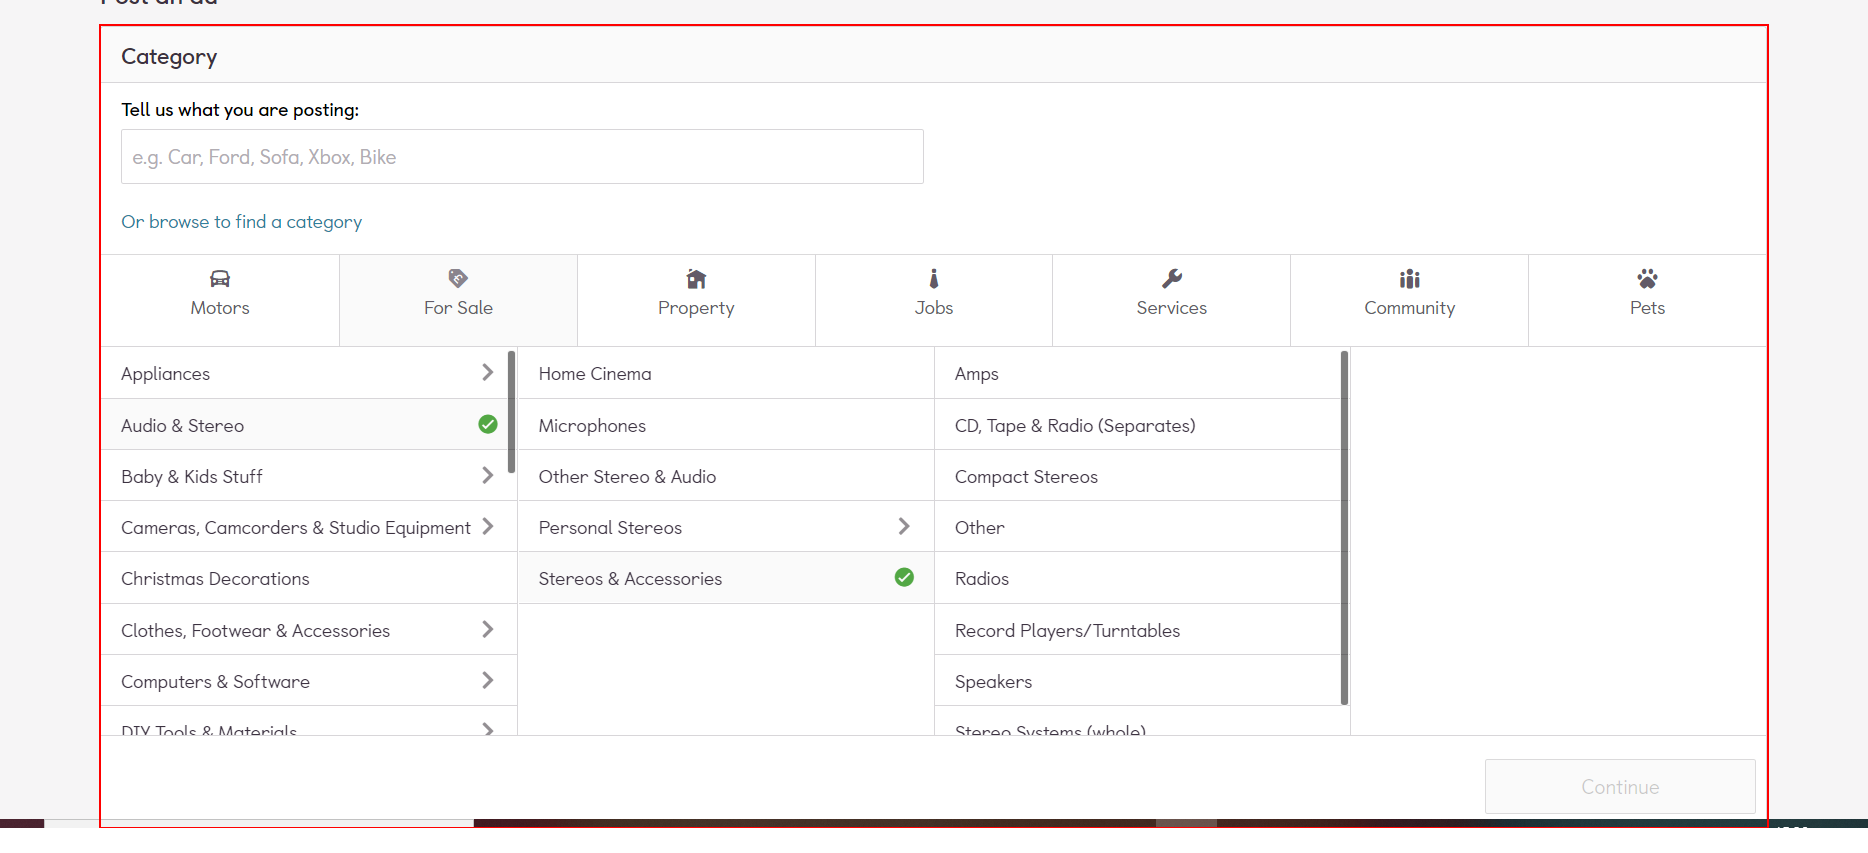 Post an ad
Category
Tell us what you are posting:
e.g. Car, Ford, Sofa, Xbox, Bike
Or browse to find a category
Motors
For Sale
Property
Jobs
Services
Community
Pets
Appliances
Audio & Stereo
Baby & Kids Stuff
Cameras, Camcorders & Studio Equipment
Christmas Decorations
Clothes, Footwear & Accessories
Computers & Software
DIY Tools & Materials
Home Cinema
Microphones
Other Stereo & Audio
Personal Stereos
Stereos & Accessories
Amps
CD, Tape & Radio (Separates)
Compact Stereos
Other
Radios
Record Players/Turntables
Speakers
Stereo Systems (whole)
Continue